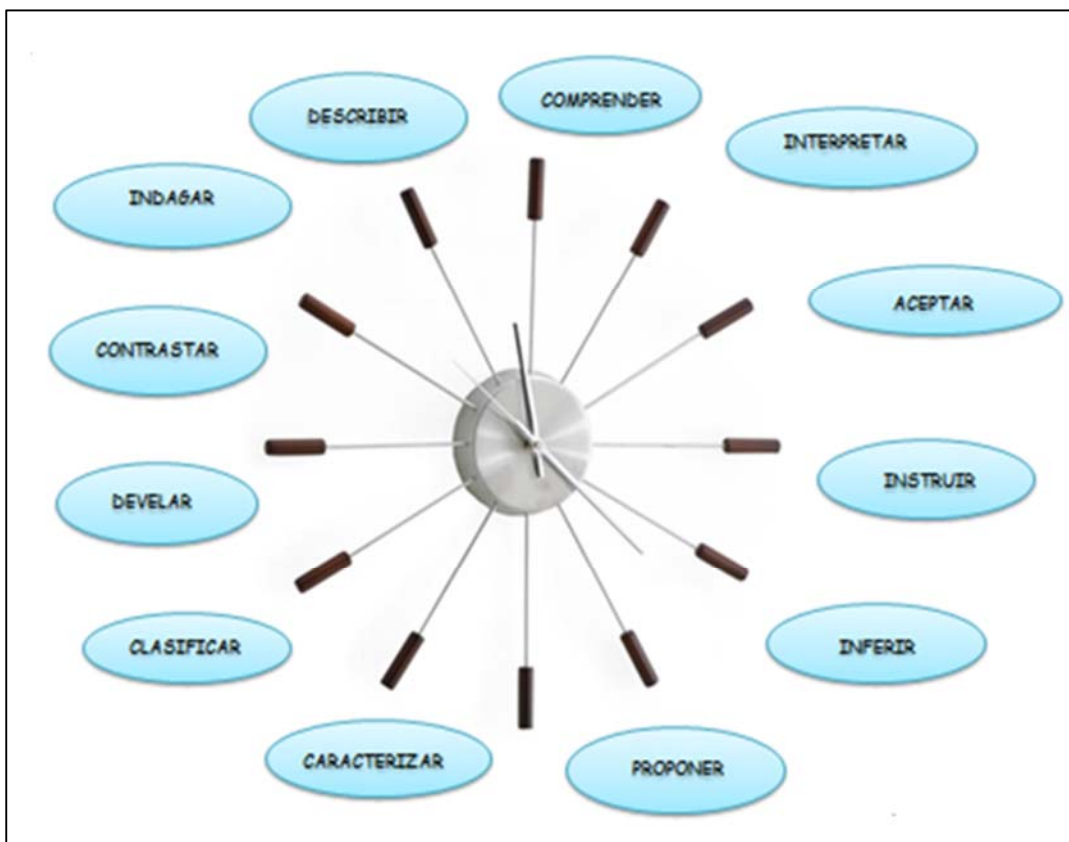 COMPRENDER
INTERPRETAR
ACEPTAR
INSTRUIR
INFERIR
PROPONER
CARACTERIZAR
CLASIFICAR
DEVELAR
CONTRASTAR
INDAGAR
DESCRIBIR